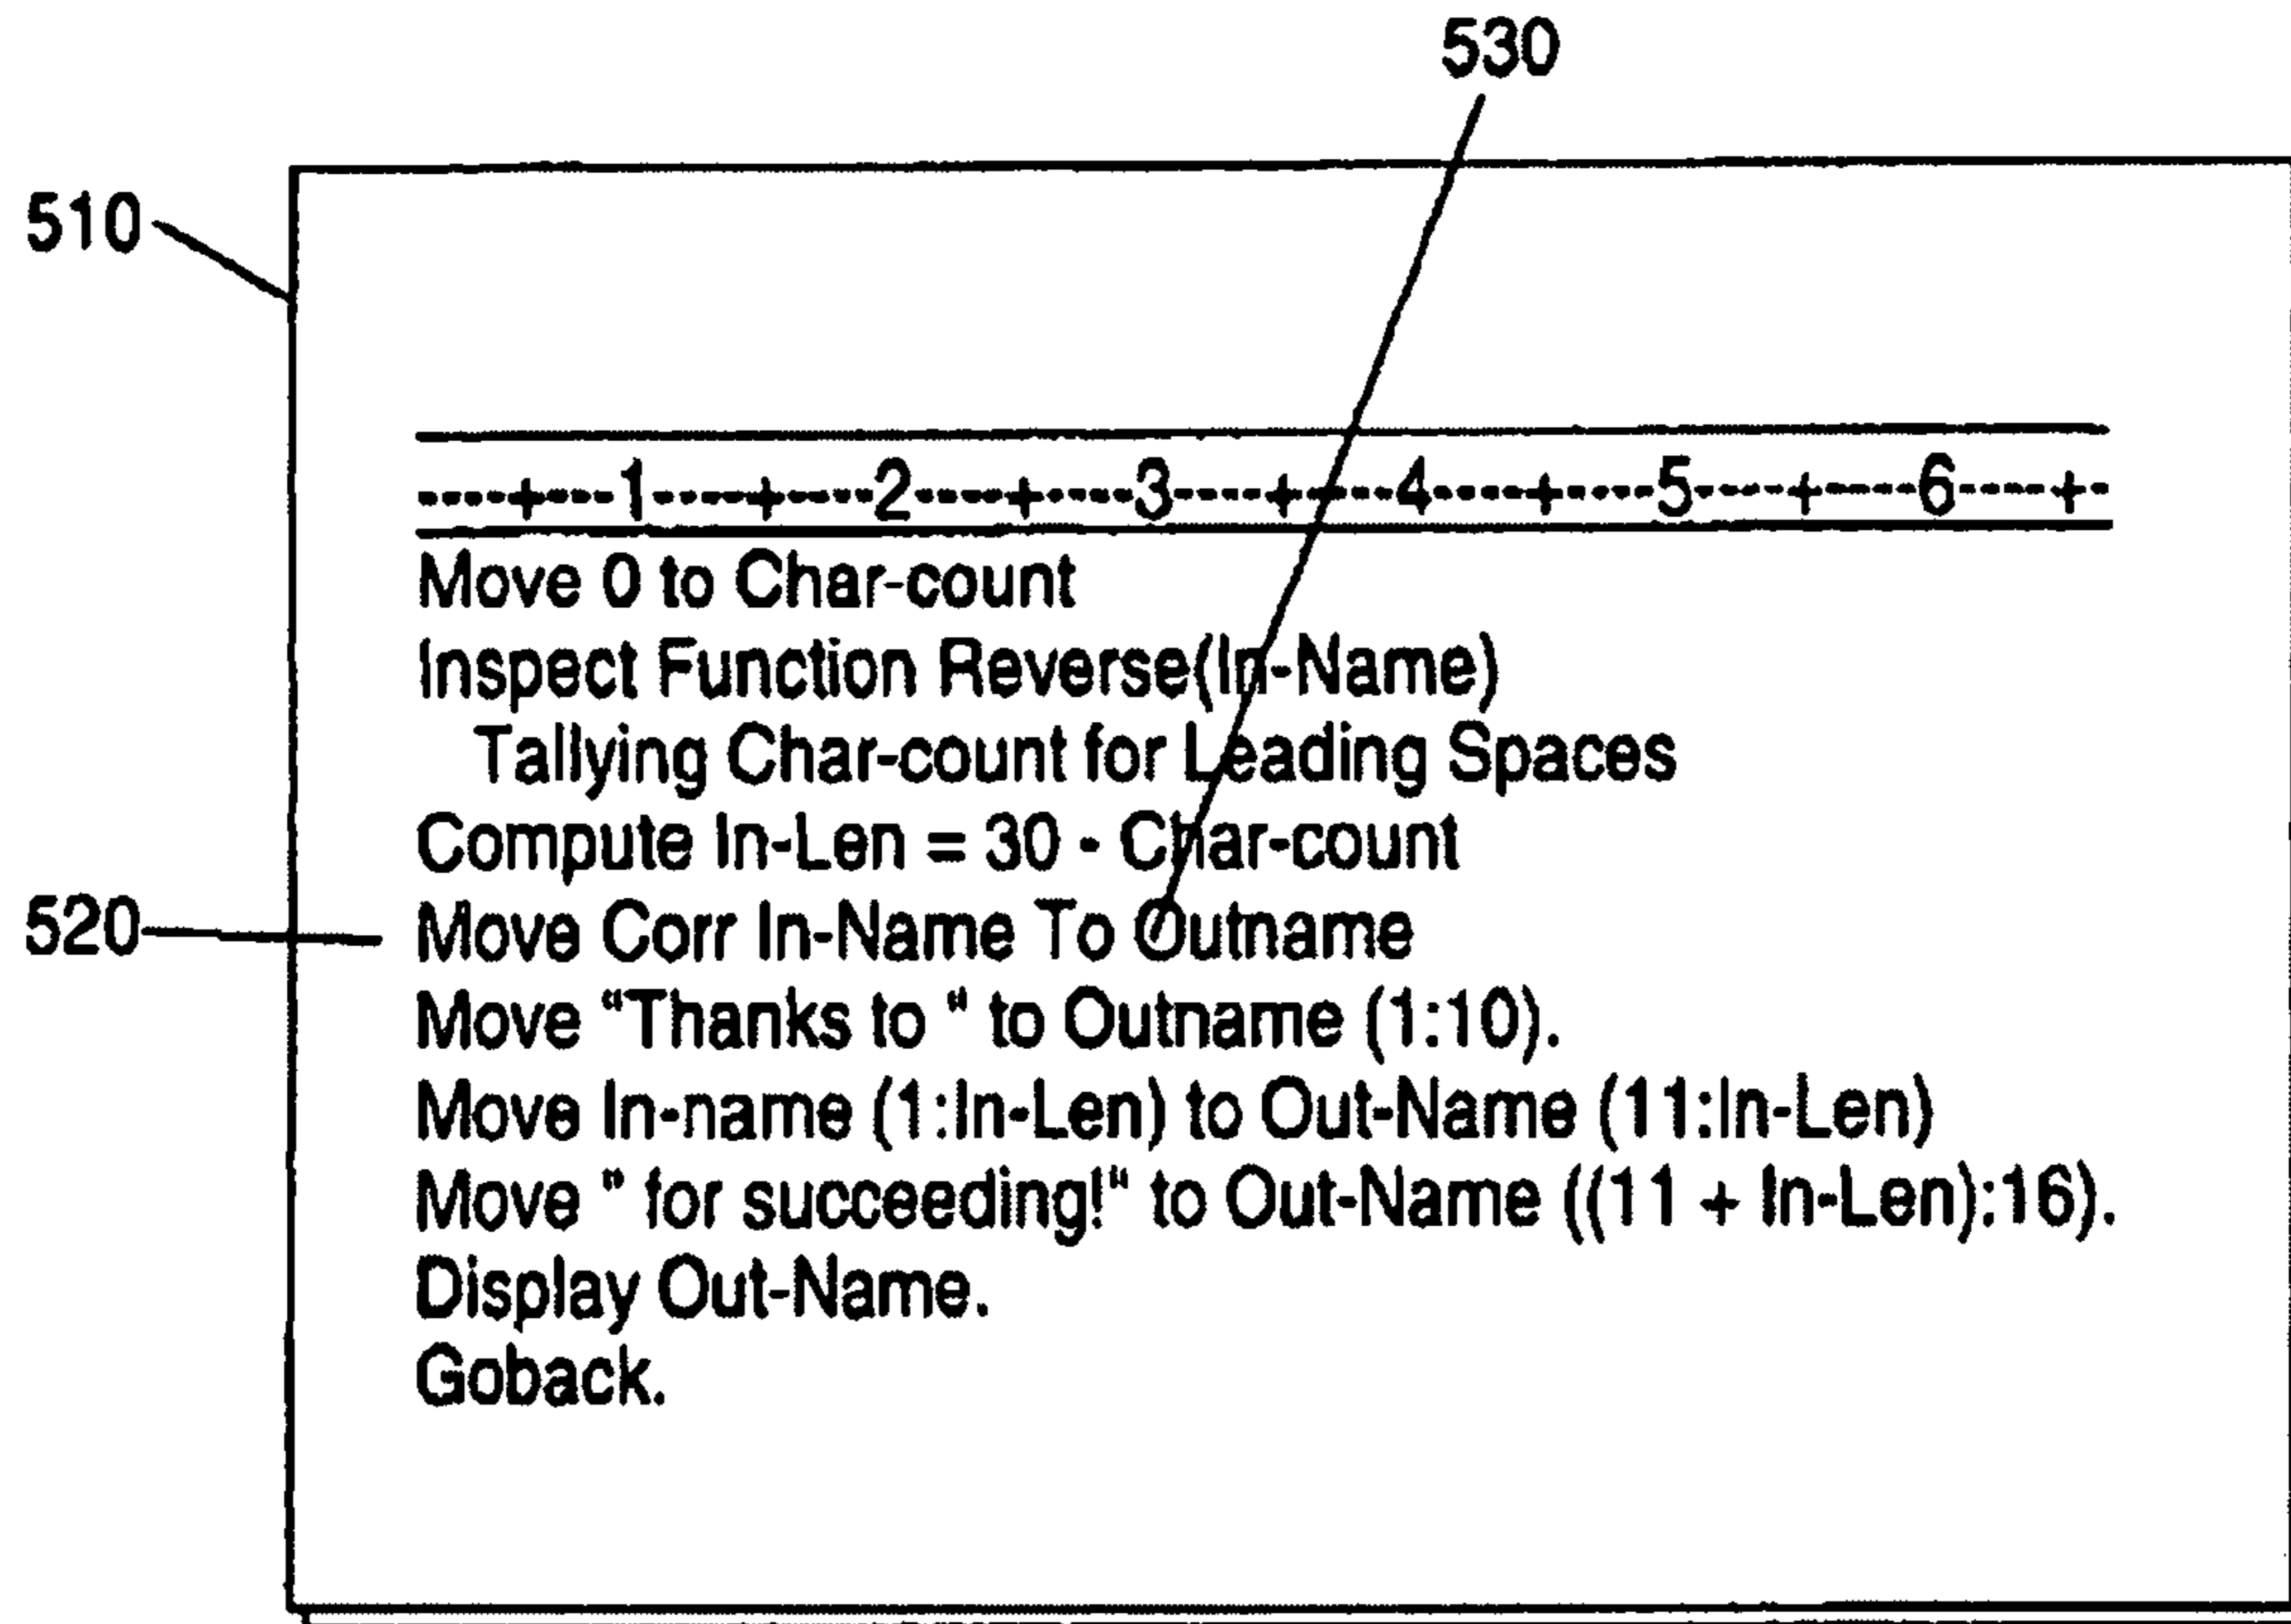 530
510
----+---1----+----2----+----3----+----4----+----5----+----6----+-
Move 0 to Char-count
Inspect Function Reverse(In-Name)
Tallying Char-count for Leading Spaces
Compute In-Len = 30 - Char-count
520
Move Corr In-Name To Outname
Move "Thanks to " to Outname (1:10).
Move In-name (1:In-Len) to Out-Name (11:In-Len)
Move " for succeeding!" to Out-Name ((11 + In-Len):16).
Display Out-Name.
Goback.